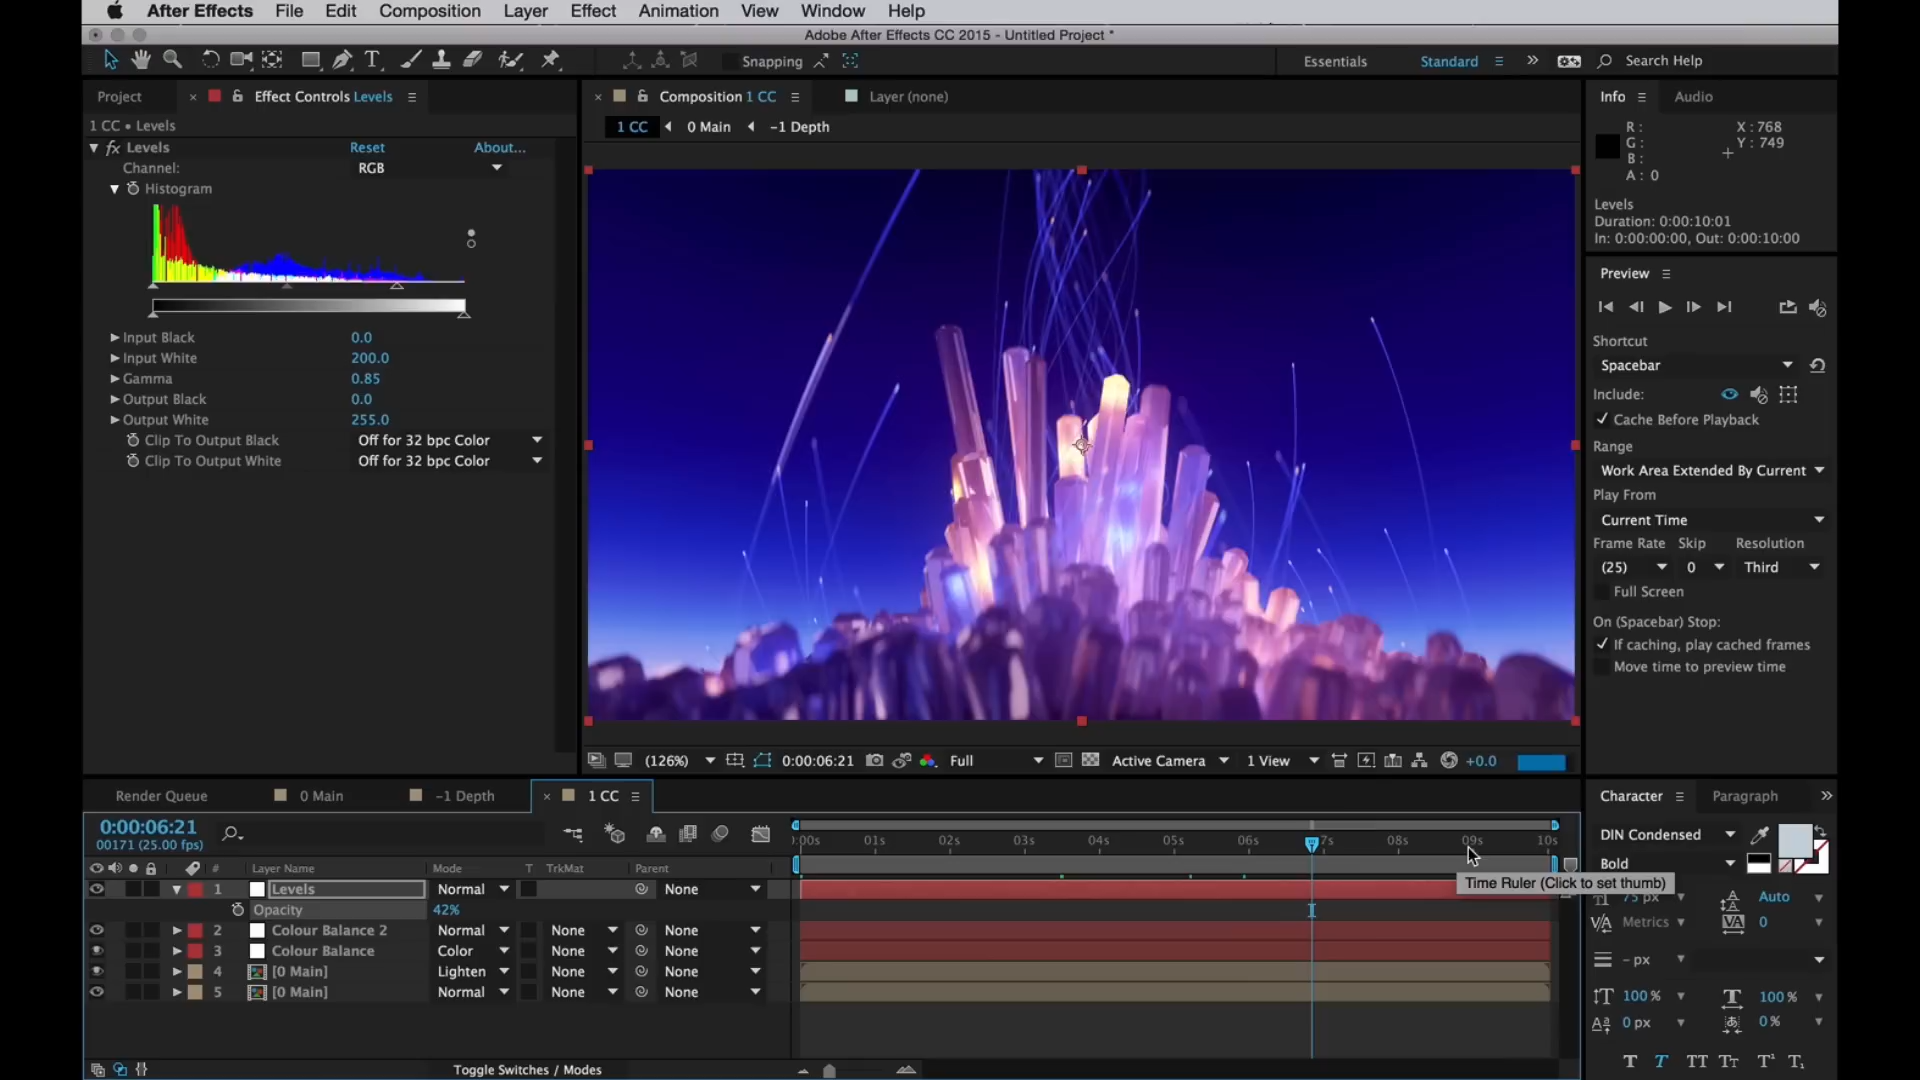 After Effects File Edit Composition Layer Effect Animation View Window Help
Adobe After Effects CC 2015 - Untitled Project *
T Snapping Essentials Standard Search Help
Project × Effect Controls Levels × Composition 1 CC Layer (none) Info Audio
1 CC • Levels
1 CC 0 Main -1 Depth
R: X : 768
G: Y : 749
B:
A : 0
fx Levels Reset About...
Channel: RGB
Histogram
Levels
Duration: 0:00:10:01
In: 0:00:00:00, Out: 0:00:10:00
Preview
Input Black 0.0
Input White 200.0
Gamma 0.85
Output Black 0.0
Output White 255.0
Clip To Output Black Off for 32 bpc Color
Clip To Output White Off for 32 bpc Color
Shortcut
Spacebar
Include:
Cache Before Playback
Range
Work Area Extended By Current
Play From
Current Time
Frame Rate Skip Resolution
(25) 0 Third
Full Screen
On (Spacebar) Stop:
If caching, play cached frames
Move time to preview time
(126%) 0:00:06:21 Full Active Camera 1 View +0.0
Render Queue 0 Main -1 Depth × 1 CC
Character Paragraph
0:00:06:21
00171 (25.00 fps)
):00s 01s 02s 03s 04s 05s 06s 7s 08s 09s 10s
DIN Condensed
Bold
# Layer Name Mode T TrkMat Parent
1 Levels Normal None
Time Ruler (Click to set thumb)
Opacity 42%
2 Colour Balance 2 Normal None None
3 Colour Balance Color None None
4 [0 Main] Lighten None None
5 [0 Main] Normal None None
75 px Auto
Metrics 0
- px
100 % 100 %
0 px 0 %
T T TT Tt T¹ T₁
Toggle Switches / Modes